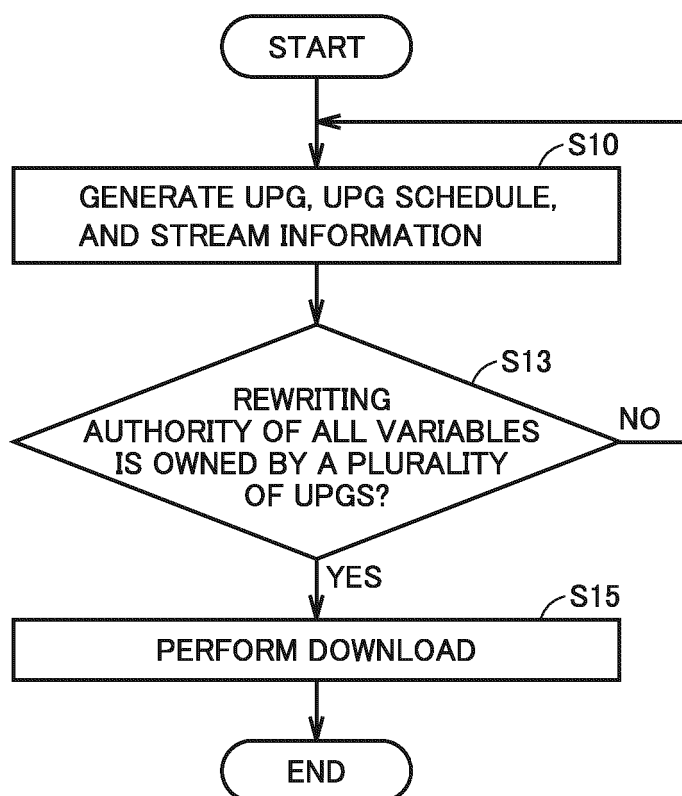 START
S10
GENERATE UPG, UPG SCHEDULE,
AND STREAM INFORMATION
S13
REWRITING
AUTHORITY OF ALL VARIABLES
IS OWNED BY A PLURALITY
OF UPGS?
NO
YES
S15
PERFORM DOWNLOAD
END